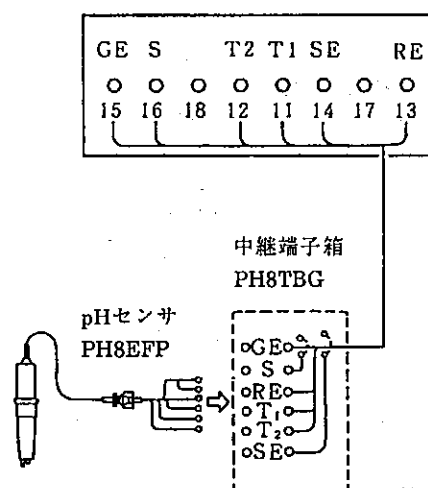 GE S T2 T1 SE RE
15 16 18 12 11 14 17 13
中継端子箱
PH8TBG
pHセンサ
PH8EFP
GE
S
RE
T₁
T₂
SE